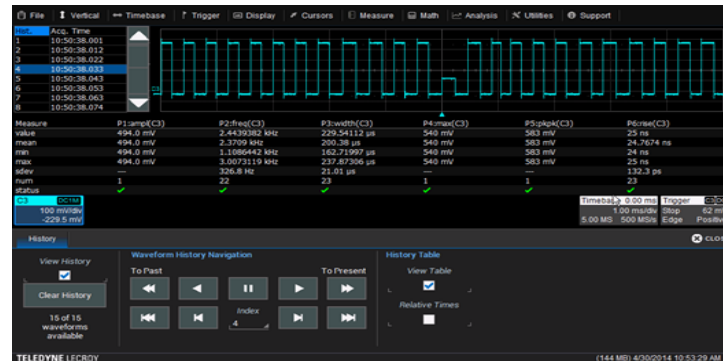 File Vertical Timebase Trigger Display Cursors Measure Math Analysis Utilities Support
Hist. Acq. Time
1 10:50:38.001
2 10:50:38.012
3 10:50:38.022
4 10:50:38.033
5 10:50:38.043
6 10:50:38.053
7 10:50:38.063
8 10:50:38.074
C3
Measure P1:ampl(C3) P2:freq(C3) P3:width(C3) P4:max(C3) P5:pkpk(C3) P6:rise(C3)
value 494.0 mV 2.4439382 kHz 229.54112 µs 540 mV 583 mV 25 ns
mean 494.0 mV 2.3709 kHz 200.38 µs 540 mV 583 mV 24.7674 ns
min 494.0 mV 1.1086442 kHz 162.71997 µs 540 mV 583 mV 24 ns
max 494.0 mV 3.0073119 kHz 237.87306 µs 540 mV 583 mV 25 ns
sdev --- 326.8 Hz 21.01 µs --- --- 132.3 ps
num 1 22 23 1 1 23
status
C3 DC1M
100 mV/div
-229.5 mV
Timebase 0.00 ms
1.00 ms/div
5.00 MS 500 MS/s
Trigger C3
Stop 62 m
Edge Positiv
History
CLO
View History
Clear History
15 of 15
waveforms
available
Waveform History Navigation
To Past To Present
Index
4
History Table
View Table
Relative Times
TELEDYNE LECROY (144 MB) 4/30/2014 10:53:29 AM